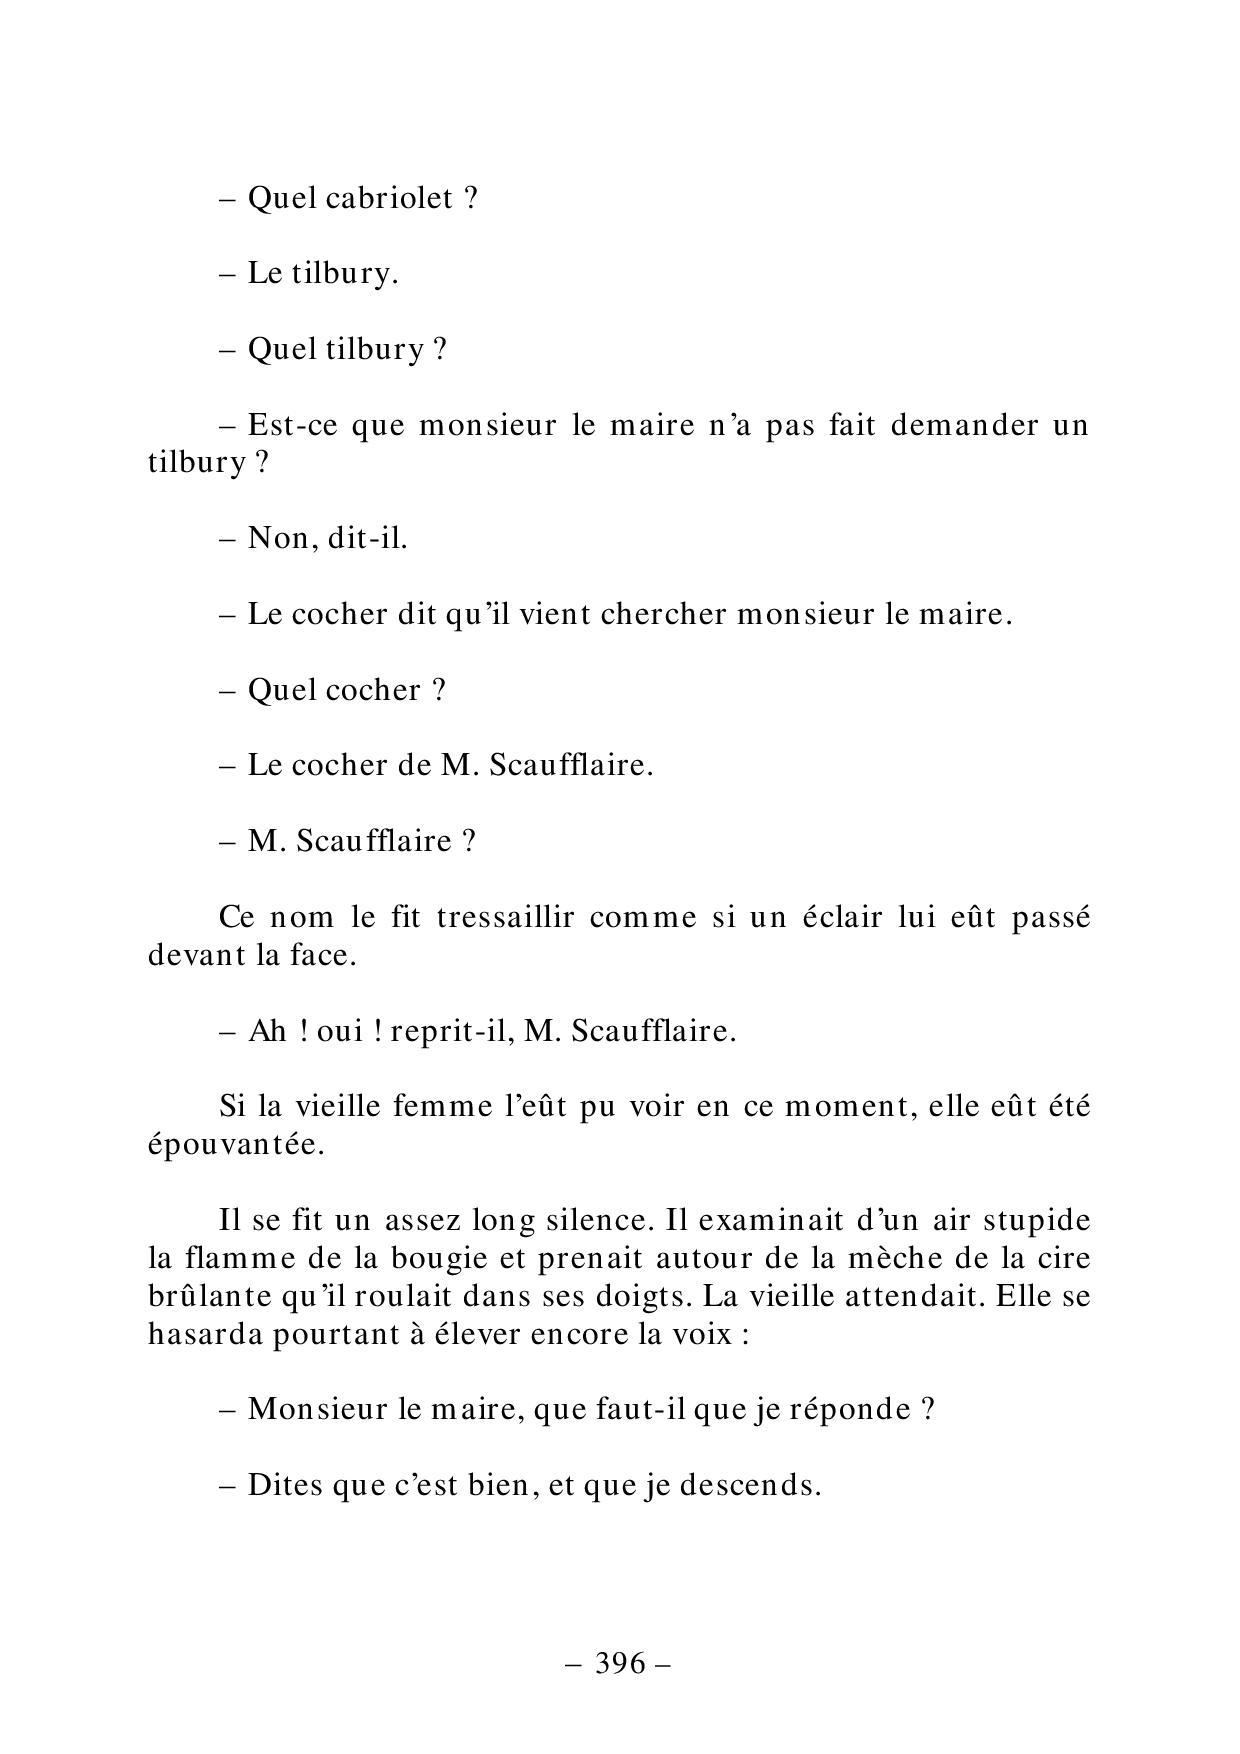 – Quel cabriolet ?
– Le tilbury.
– Quel tilbury ?
– Est-ce que monsieur le maire n’a pas fait demander un
tilbury ?
– Non, dit-il.
– Le cocher dit qu’il vient chercher monsieur le maire.
– Quel cocher ?
– Le cocher de M. Scaufflaire.
– M. Scaufflaire ?
Ce nom le fit tressaillir comme si un éclair lui eût passé
devant la face.
– Ah ! oui ! reprit-il, M. Scaufflaire.
Si la vieille femme l’eût pu voir en ce moment, elle eût été
épouvantée.
Il se fit un assez long silence. Il examinait d’un air stupide
la flamme de la bougie et prenait autour de la mèche de la cire
brûlante qu’il roulait dans ses doigts. La vieille attendait. Elle se
hasarda pourtant à élever encore la voix :
– Monsieur le maire, que faut-il que je réponde ?
– Dites que c’est bien, et que je descends.
– 396 –